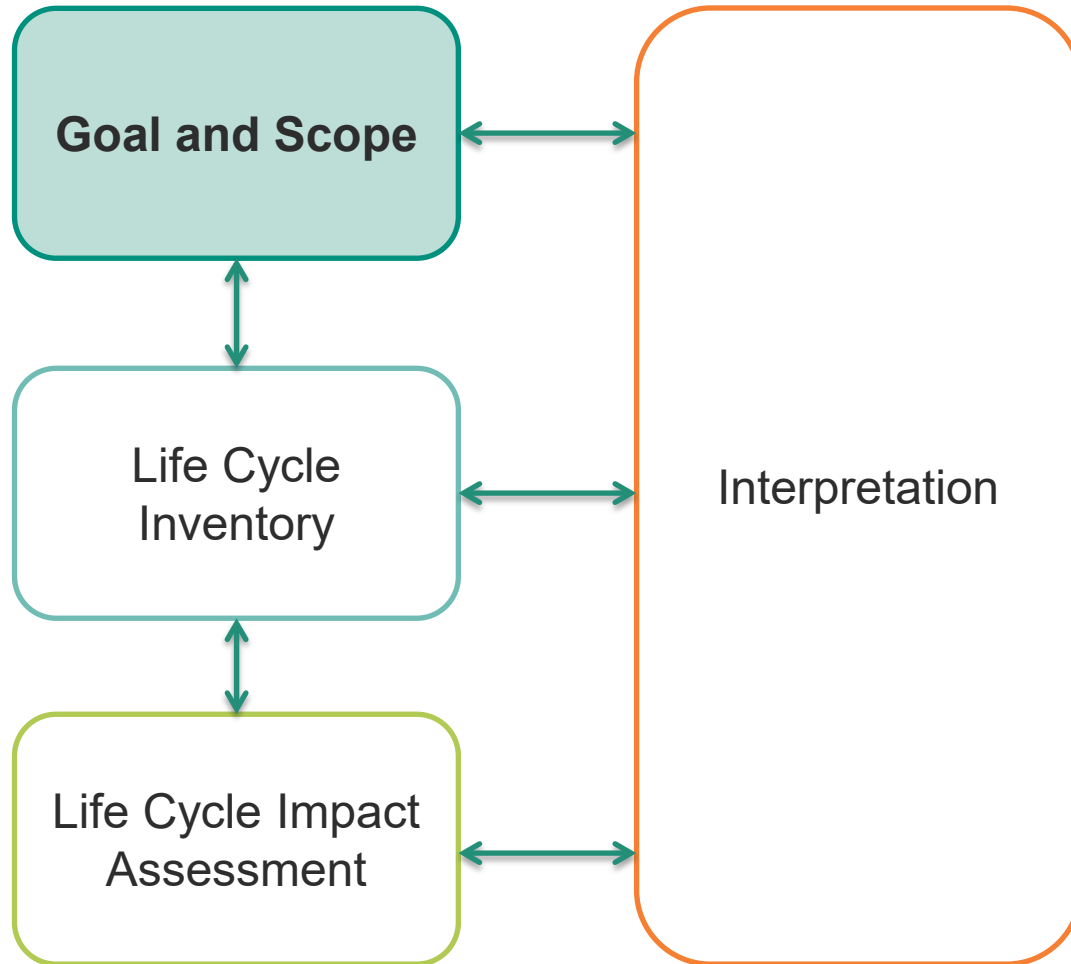 Goal and Scope
Life Cycle
Inventory
Interpretation
Life Cycle Impact
Assessment